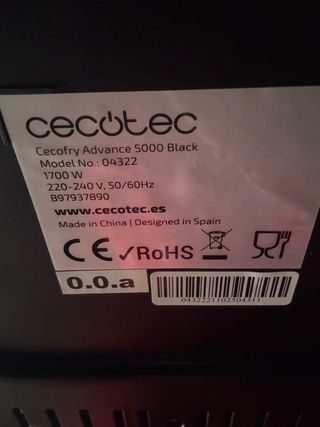 cecotec
Cecofry Advance 5000 Black
Model No.: 04322
1700 W
220-240 V, 50/60Hz
B97937890
www.cecotec.es
Made in China | Designed in Spain
CE ✓RoHS
0.0.a
0432221102504311